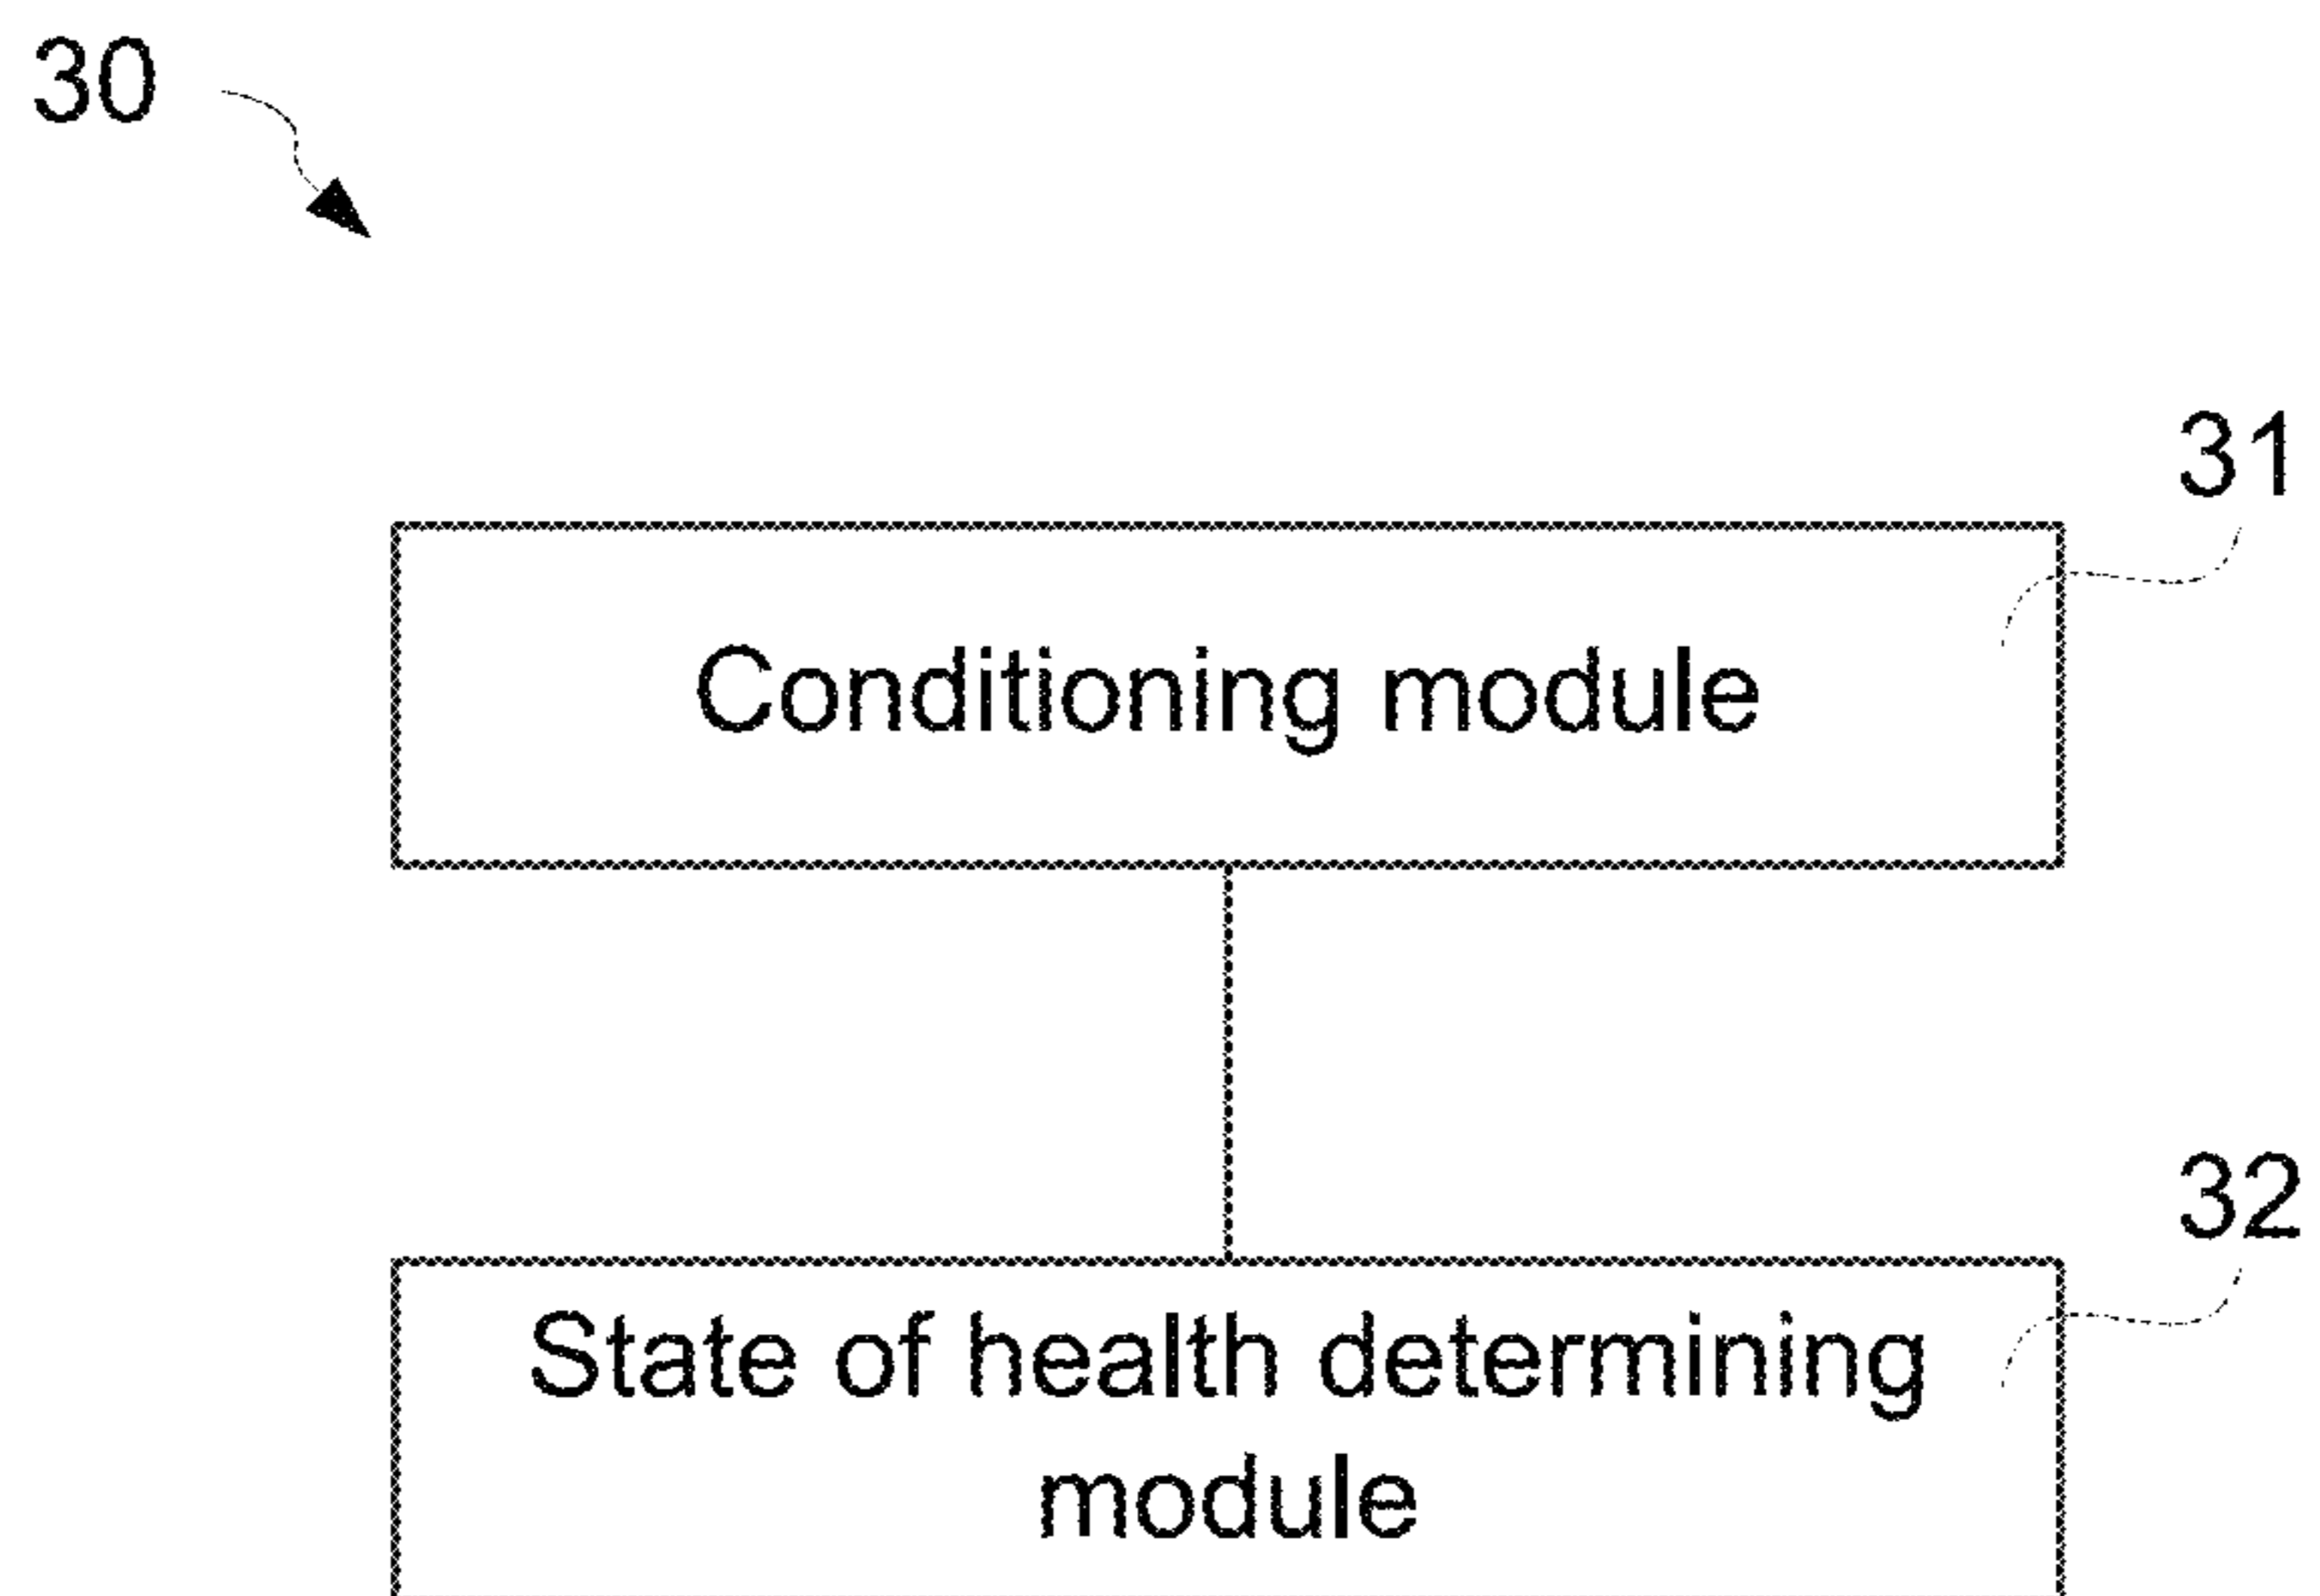 30
31
Conditioning module
32
State of health determining
module